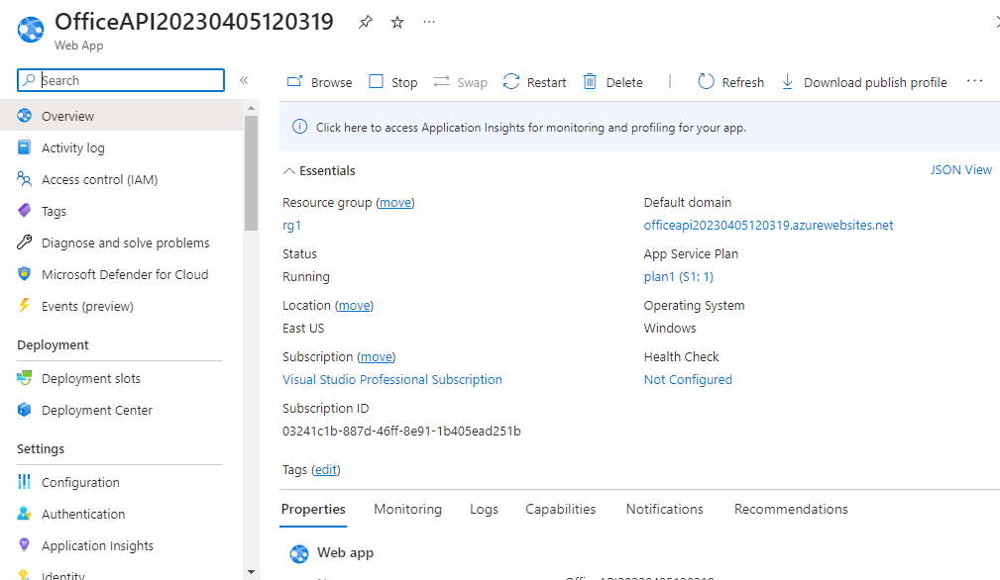 OfficeAPI20230405120319
Web App
Search
Browse Stop Swap Restart Delete Refresh Download publish profile
Overview
Activity log
Access control (IAM)
Tags
Diagnose and solve problems
Microsoft Defender for Cloud
Events (preview)
Deployment
Deployment slots
Deployment Center
Settings
Configuration
Authentication
Application Insights
Identity
Click here to access Application Insights for monitoring and profiling for your app.
Essentials
JSON View
Resource group (move)
rg1
Status
Running
Location (move)
East US
Subscription (move)
Visual Studio Professional Subscription
Subscription ID
03241c1b-887d-46ff-8e91-1b405ead251b
Default domain
officeapi20230405120319.azurewebsites.net
App Service Plan
plan1 (S1: 1)
Operating System
Windows
Health Check
Not Configured
Tags (edit)
Properties Monitoring Logs Capabilities Notifications Recommendations
Web app